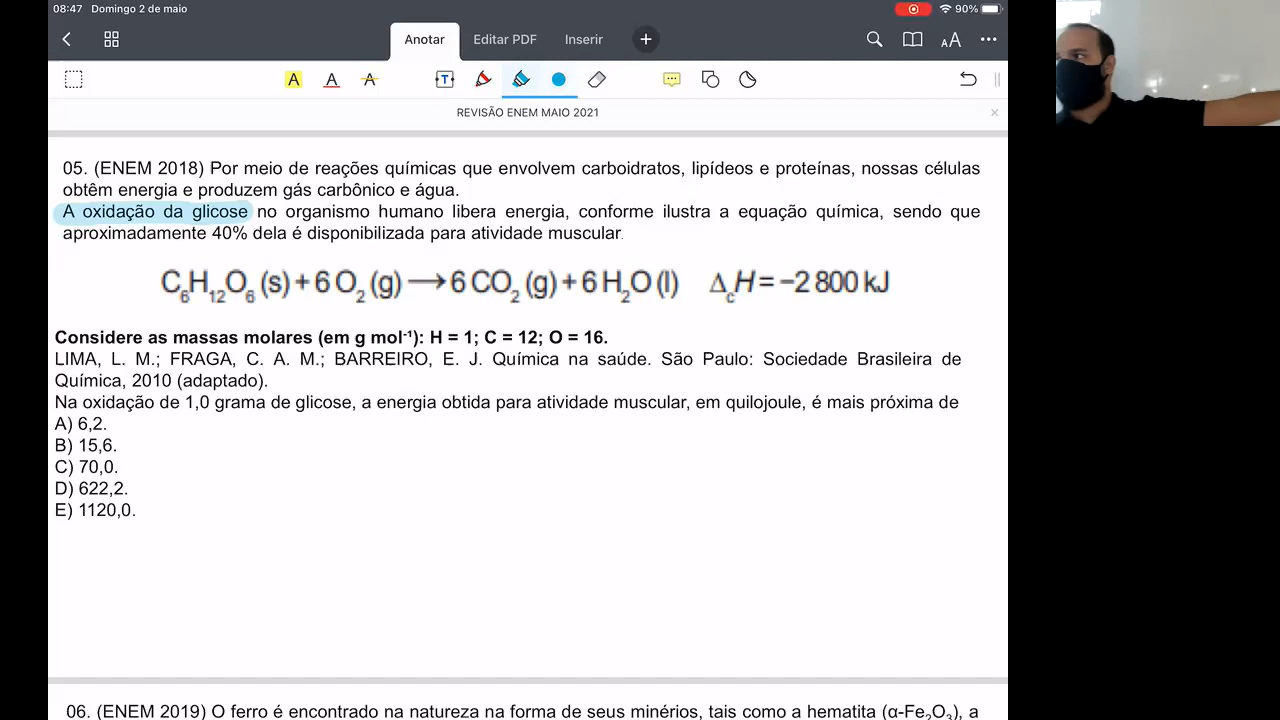 08:47 Domingo 2 de maio 90%
Anotar Editar PDF Inserir + AA
A A A T
REVISÃO ENEM MAIO 2021 ×
05. (ENEM 2018) Por meio de reações químicas que envolvem carboidratos, lipídeos e proteínas, nossas células
obtêm energia e produzem gás carbônico e água.
A oxidação da glicose no organismo humano libera energia, conforme ilustra a equação química, sendo que
aproximadamente 40% dela é disponibilizada para atividade muscular.
C₆H₁₂O₆ (s) + 6 O₂ (g) → 6 CO₂ (g) + 6 H₂O (l) ΔcH = −2 800 kJ
Considere as massas molares (em g mol⁻¹): H = 1; C = 12; O = 16.
LIMA, L. M.; FRAGA, C. A. M.; BARREIRO, E. J. Química na saúde. São Paulo: Sociedade Brasileira de
Química, 2010 (adaptado).
Na oxidação de 1,0 grama de glicose, a energia obtida para atividade muscular, em quilojoule, é mais próxima de
A) 6,2.
B) 15,6.
C) 70,0.
D) 622,2.
E) 1120,0.
06. (ENEM 2019) O ferro é encontrado na natureza na forma de seus minérios, tais como a hematita (α-Fe₂O₃), a